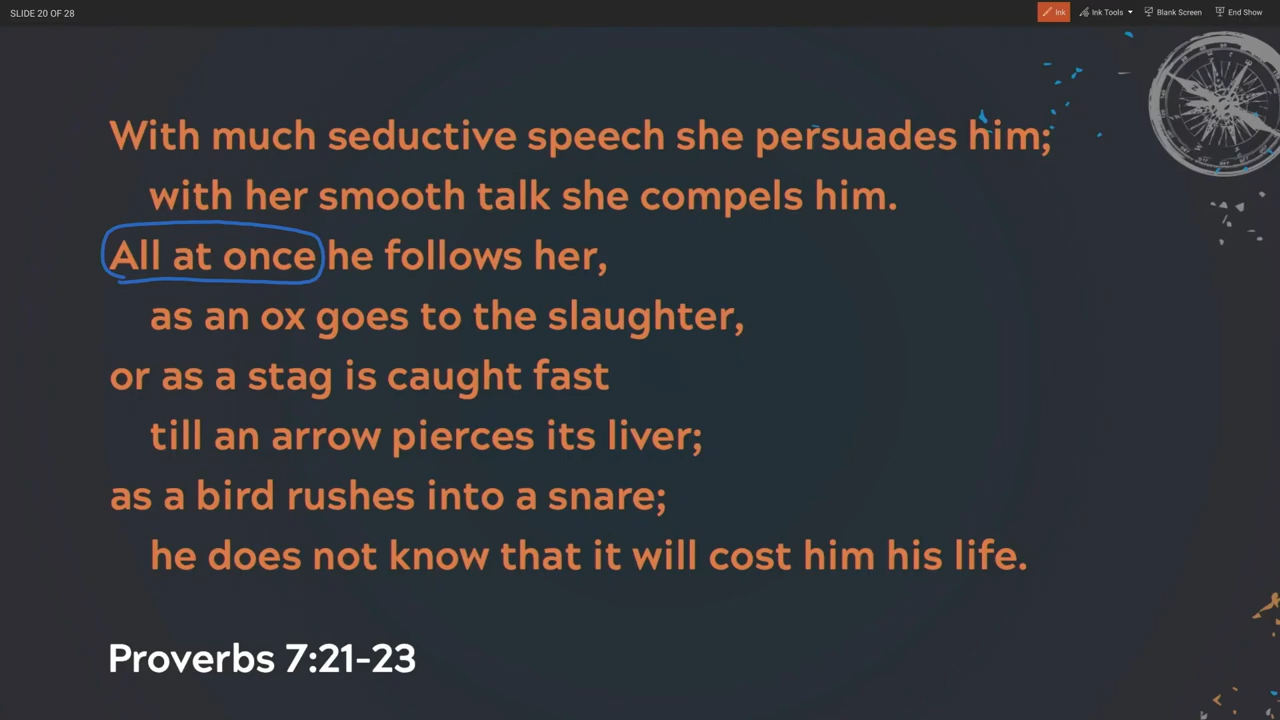 SLIDE 20 OF 28
Ink Ink Tools Blank Screen End Show
With much seductive speech she persuades him;
with her smooth talk she compels him.
All at once he follows her,
as an ox goes to the slaughter,
or as a stag is caught fast
till an arrow pierces its liver;
as a bird rushes into a snare;
he does not know that it will cost him his life.
Proverbs 7:21-23